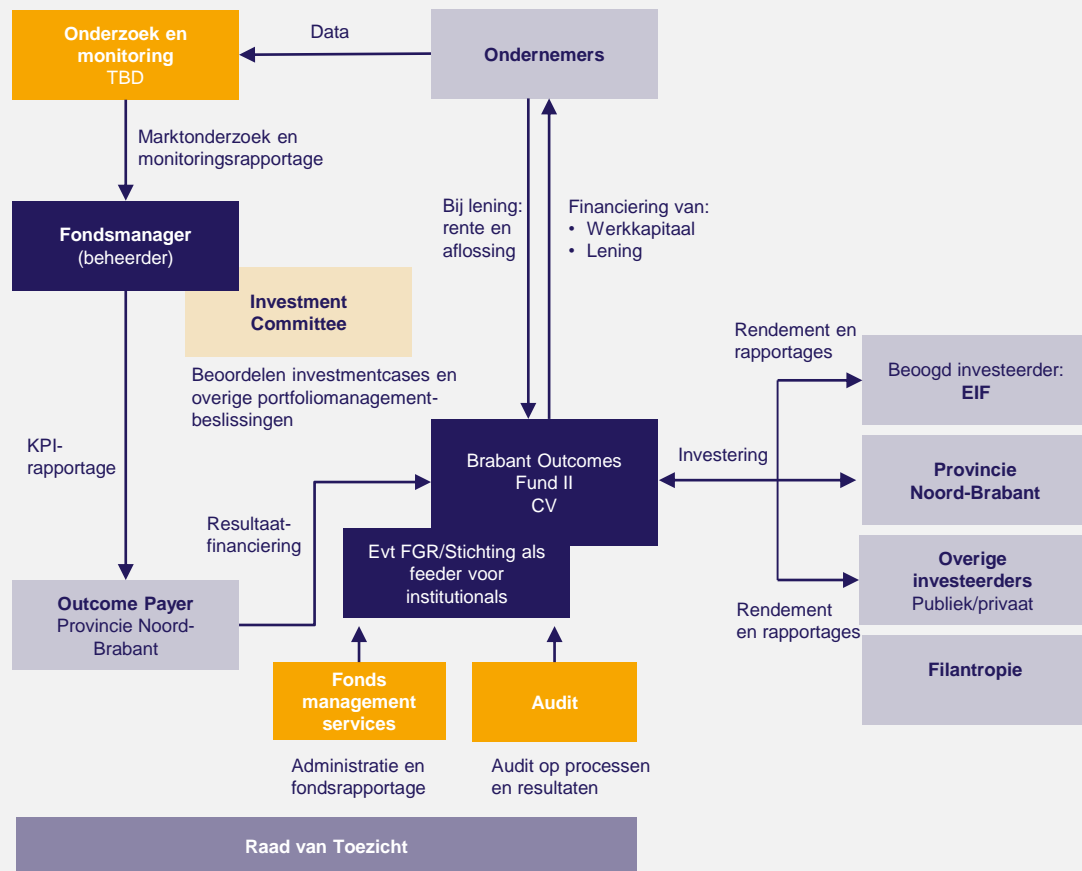 Onderzoek en
monitoring
TBD
Data
Ondernemers
Marktonderzoek en
monitoringsrapportage
Fondsmanager
(beheerder)
Bij lening:
rente en
aflossing
Financiering van:
• Werkkapitaal
• Lening
Investment
Committee
Beoordelen investmentcases en
overige portfoliomanagement-
beslissingen
Rendement en
rapportages
Beoogd investeerder:
EIF
KPI-
rapportage
Brabant Outcomes
Fund II
CV
Investering
Provincie
Noord-Brabant
Resultaat-
financiering
Evt FGR/Stichting als
feeder voor
institutionals
Overige
investeerders
Publiek/privaat
Outcome Payer
Provincie Noord-
Brabant
Rendement
en rapportages
Filantropie
Fonds
management
services
Audit
Administratie en
fondsrapportage
Audit op processen
en resultaten
Raad van Toezicht